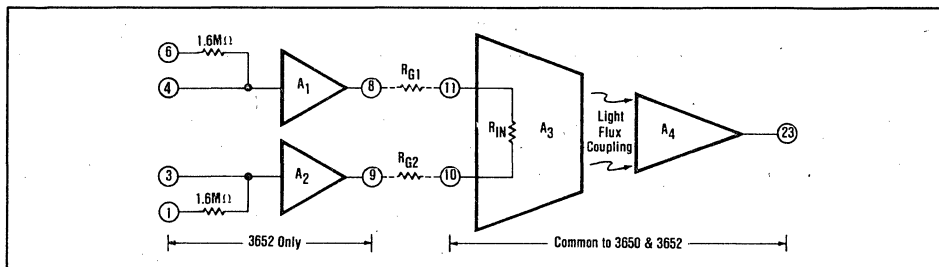 1.6MΩ
6
4
A1
8
RG1
11
RIN
A3
Light
Flux
Coupling
A4
23
3
1.6MΩ
1
A2
9
RG2
10
3652 Only
Common to 3650 & 3652